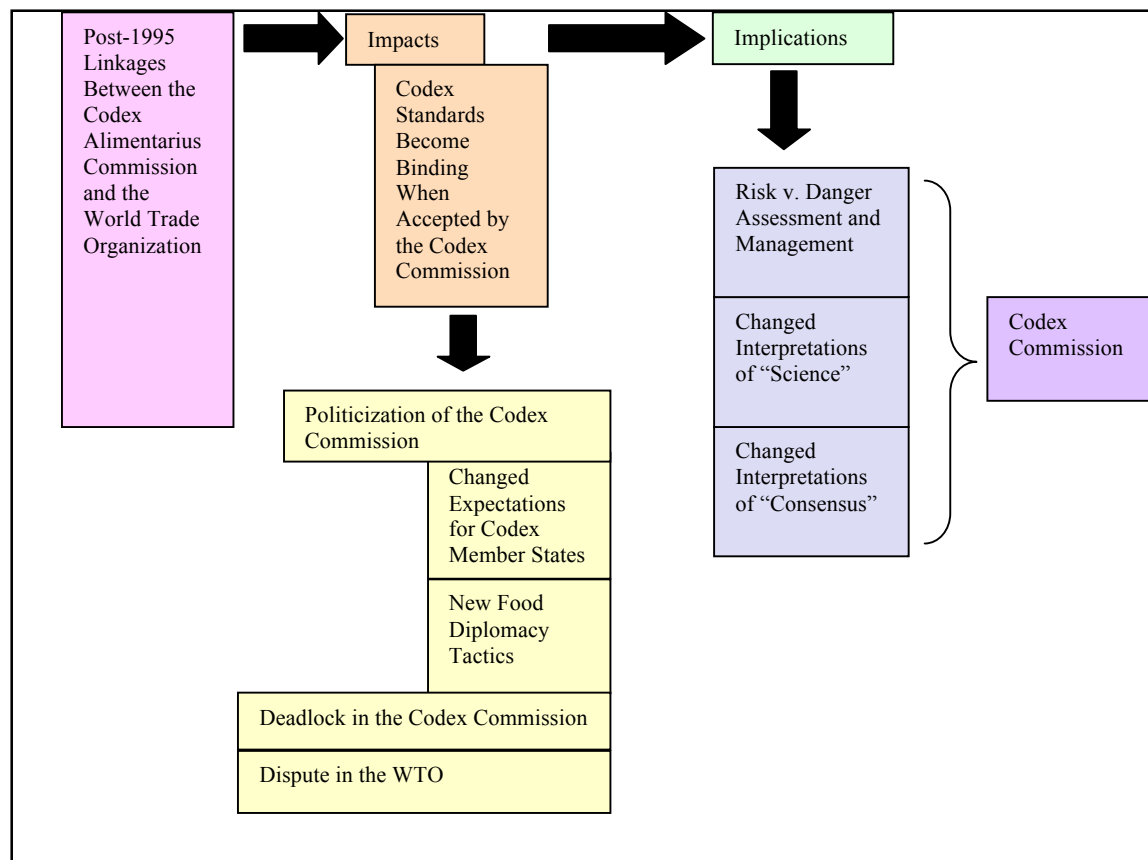 Post-1995
Linkages
Between the
Codex
Alimentarius
Commission
and the
World Trade
Organization
Impacts
Codex
Standards
Become
Binding
When
Accepted by
the Codex
Commission
Politicization of the Codex
Commission
Changed
Expectations
for Codex
Member States
New Food
Diplomacy
Tactics
Deadlock in the Codex Commission
Dispute in the WTO
Implications
Risk v. Danger
Assessment and
Management
Changed
Interpretations
of “Science”
Changed
Interpretations
of “Consensus”
Codex
Commission